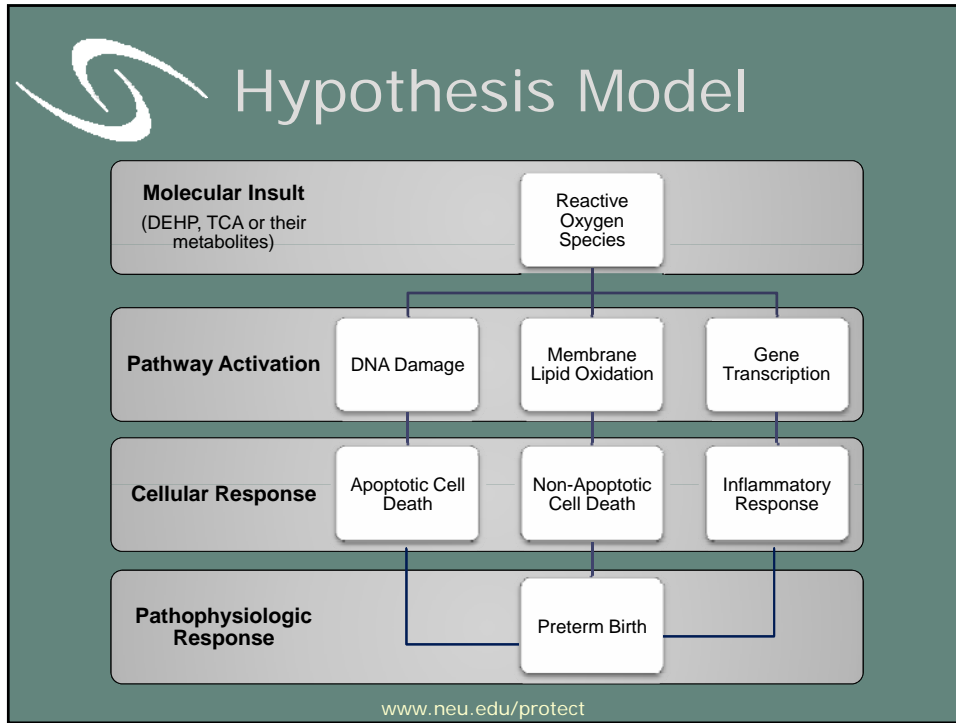 Hypothesis Model
Molecular Insult
(DEHP, TCA or their
metabolites)
Reactive
Oxygen
Species
Pathway Activation
DNA Damage
Membrane
Lipid Oxidation
Gene
Transcription
Cellular Response
Apoptotic Cell
Death
Non-Apoptotic
Cell Death
Inflammatory
Response
Pathophysiologic
Response
Preterm Birth
www.neu.edu/protect